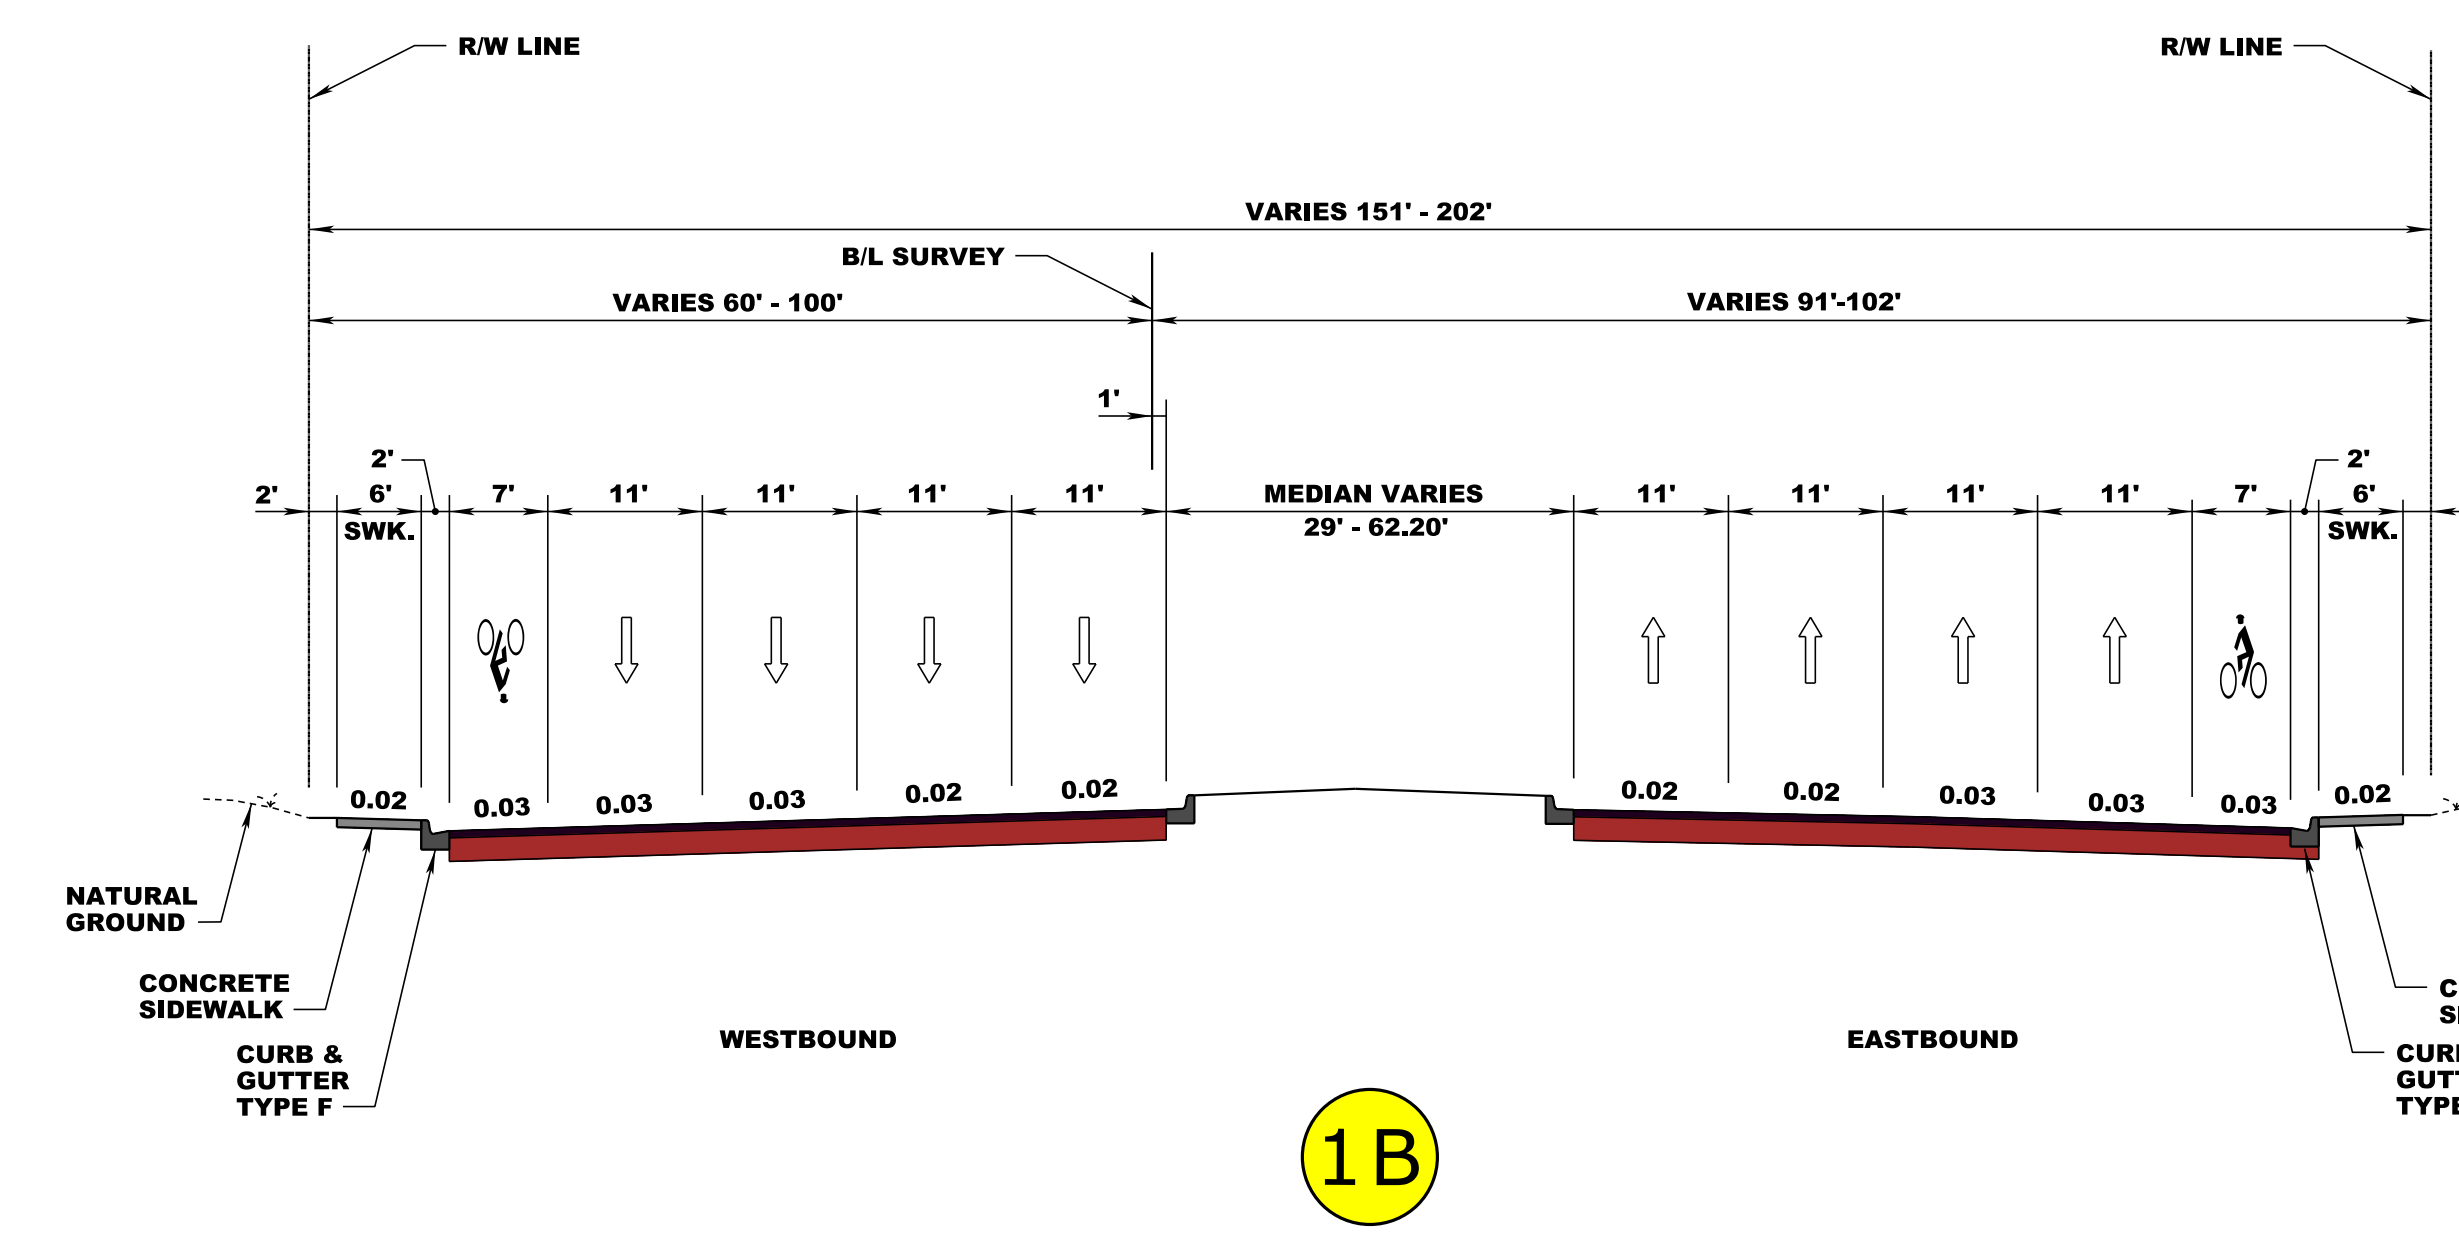 R/W LINE
R/W LINE
VARIES 151' - 202'
B/L SURVEY
VARIES 60' - 100'
VARIES 91'-102'
1'
2'
2'
2' 6' 7' 11' 11' 11' 11' MEDIAN VARIES 11' 11' 11' 11' 7' 6'
SWK. 29' - 62.20' SWK.
0.02 0.03 0.03 0.03 0.02 0.02 0.02 0.02 0.03 0.03 0.03 0.02
NATURAL
GROUND
CONCRETE
SIDEWALK
CURB &
GUTTER
TYPE F
WESTBOUND
EASTBOUND
1B